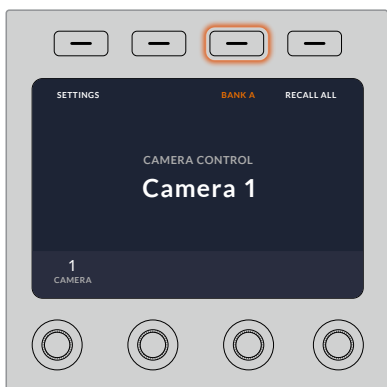 SETTINGS BANK A RECALL ALL
CAMERA CONTROL
Camera 1
1
CAMERA